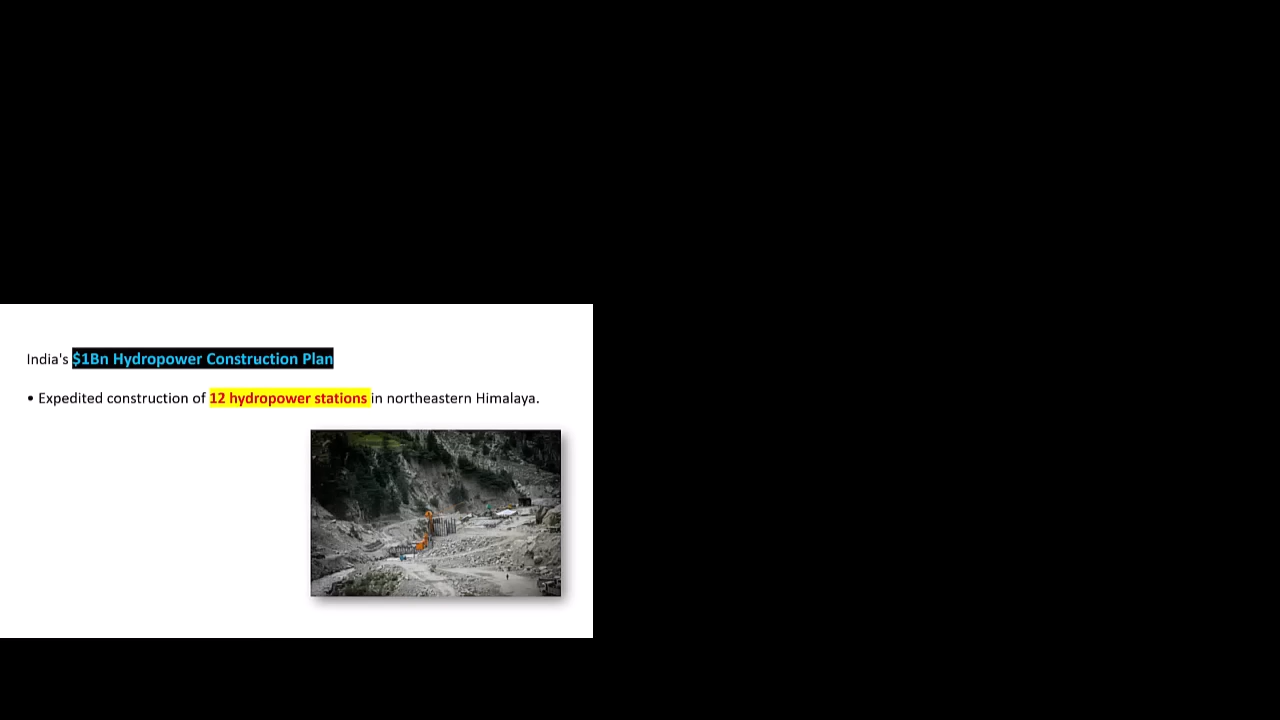 India's $1Bn Hydropower Construction Plan
• Expedited construction of 12 hydropower stations in northeastern Himalaya.